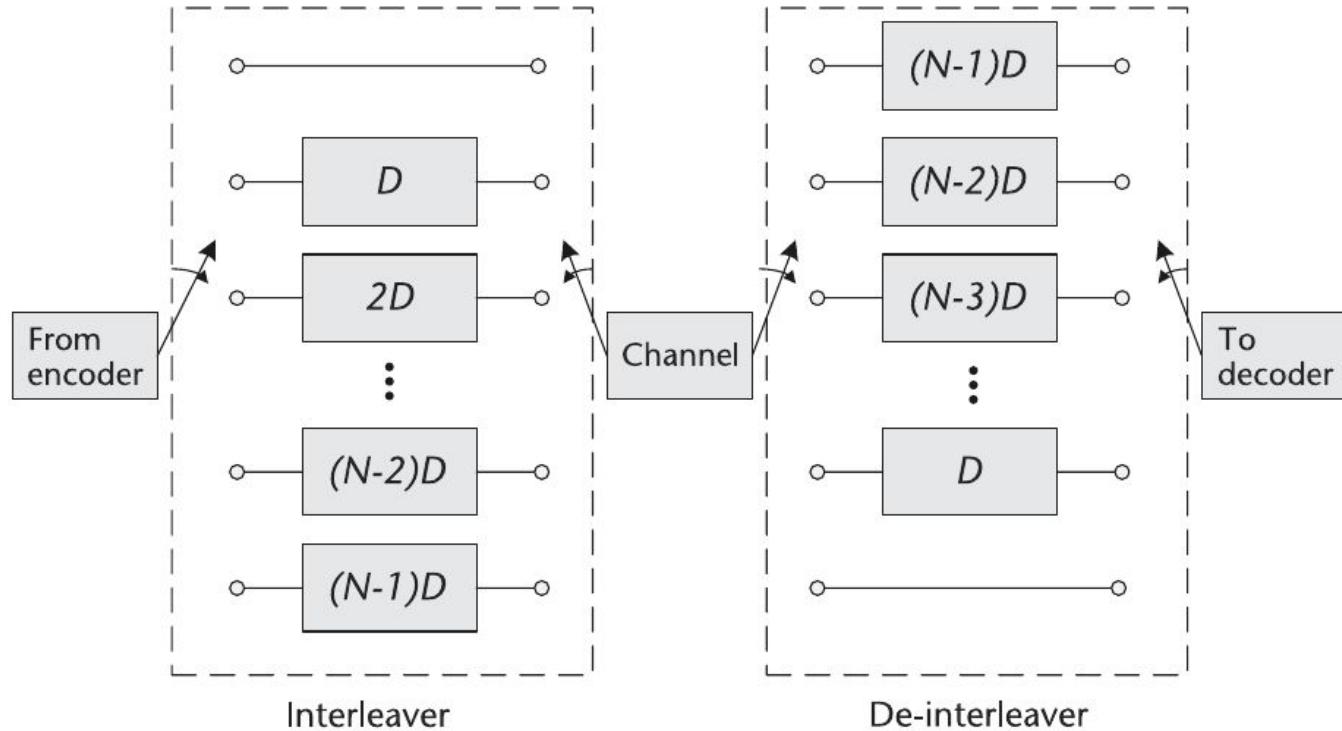 (N-1)D
D
(N-2)D
2D
(N-3)D
From
encoder
Channel
To
decoder
(N-2)D
D
(N-1)D
Interleaver
De-interleaver